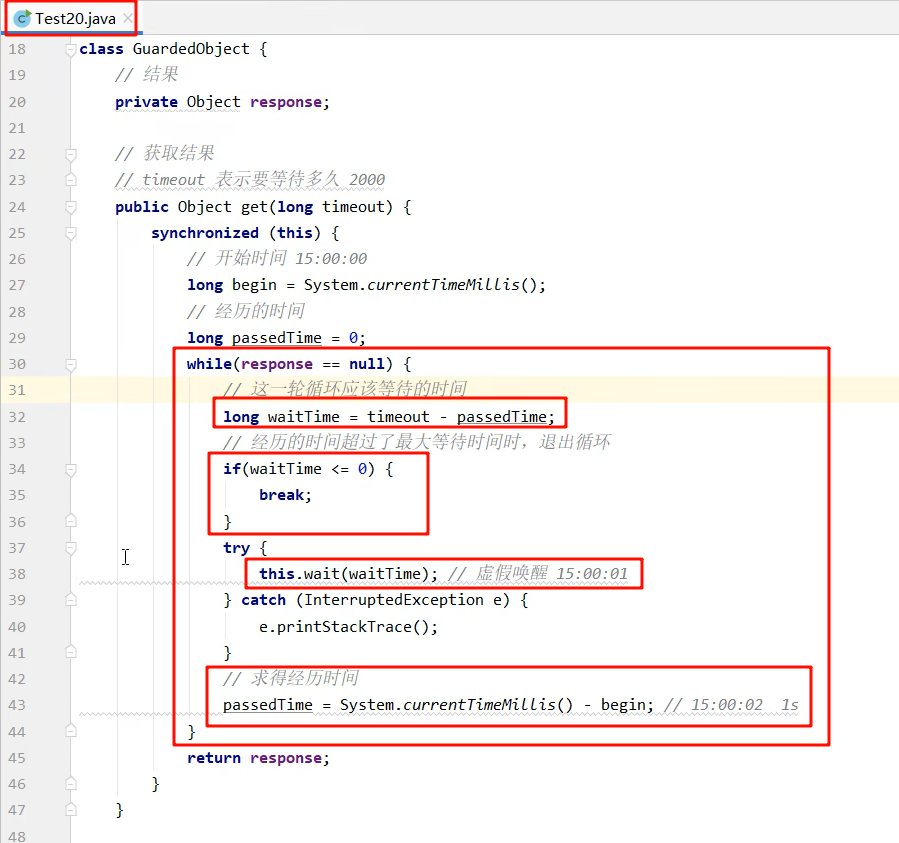 Test20.java
18 class GuardedObject {
19 // 结果
20 private Object response;
21
22 // 获取结果
23 // timeout 表示要等待多久 2000
24 public Object get(long timeout) {
25 synchronized (this) {
26 // 开始时间 15:00:00
27 long begin = System.currentTimeMillis();
28 // 经历的时间
29 long passedTime = 0;
30 while(response == null) {
31 // 这一轮循环应该等待的时间
32 long waitTime = timeout - passedTime;
33 // 经历的时间超过了最大等待时间时，退出循环
34 if(waitTime <= 0) {
35 break;
36 }
37 try {
38 this.wait(waitTime); // 虚假唤醒 15:00:01
39 } catch (InterruptedException e) {
40 e.printStackTrace();
41 }
42 // 求得经历时间
43 passedTime = System.currentTimeMillis() - begin; // 15:00:02 1s
44 }
45 return response;
46 }
47 }
48